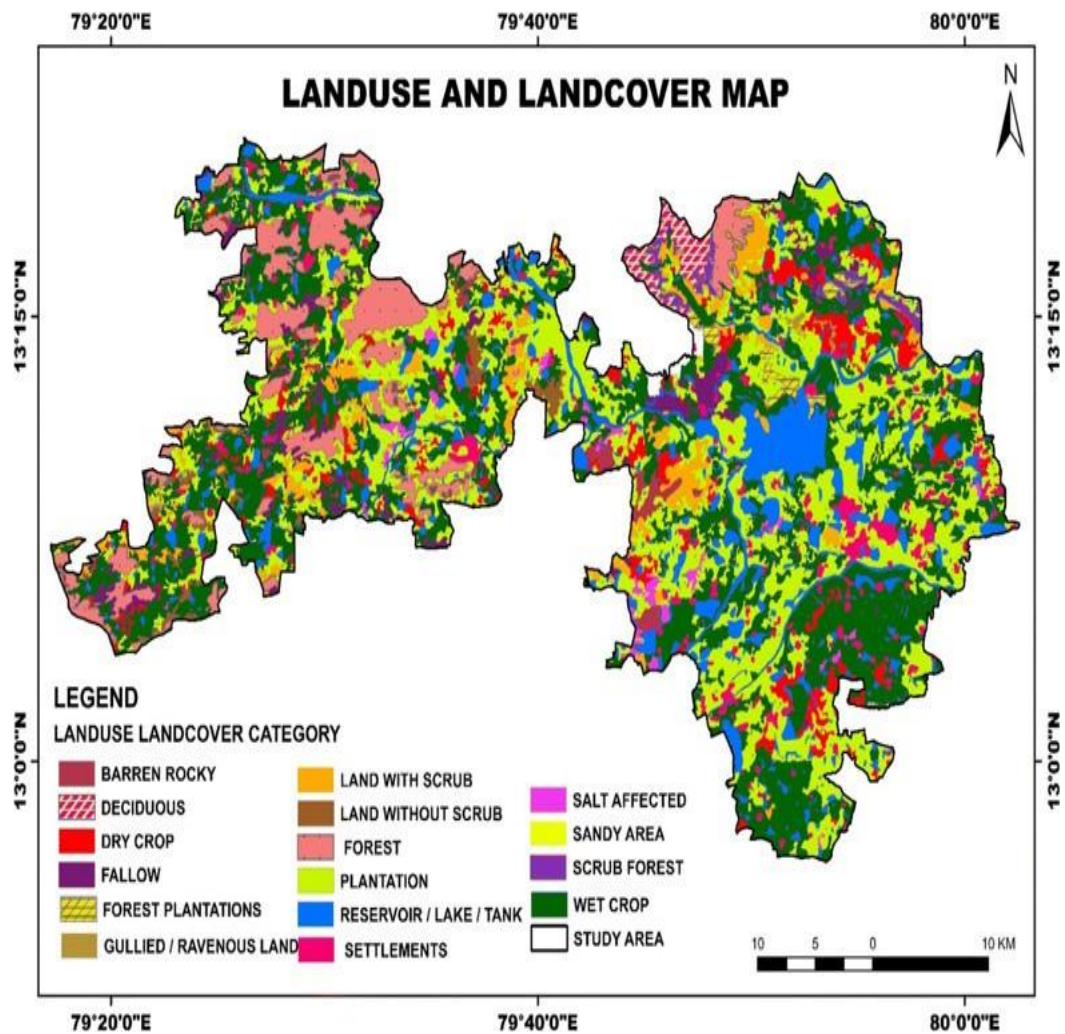 79°20'0"E 79°40'0"E 80°0'0"E
LANDUSE AND LANDCOVER MAP
N
13°15'0"N 13°15'0"N
13°0'0"N 13°0'0"N
LEGEND
LANDUSE LANDCOVER CATEGORY
BARREN ROCKY
DECIDUOUS
DRY CROP
FALLOW
FOREST PLANTATIONS
GULLIED / RAVENOUS LAND
LAND WITH SCRUB
LAND WITHOUT SCRUB
FOREST
PLANTATION
RESERVOIR / LAKE / TANK
SETTLEMENTS
SALT AFFECTED
SANDY AREA
SCRUB FOREST
WET CROP
STUDY AREA
10 5 0 10 KM
79°20'0"E 79°40'0"E 80°0'0"E